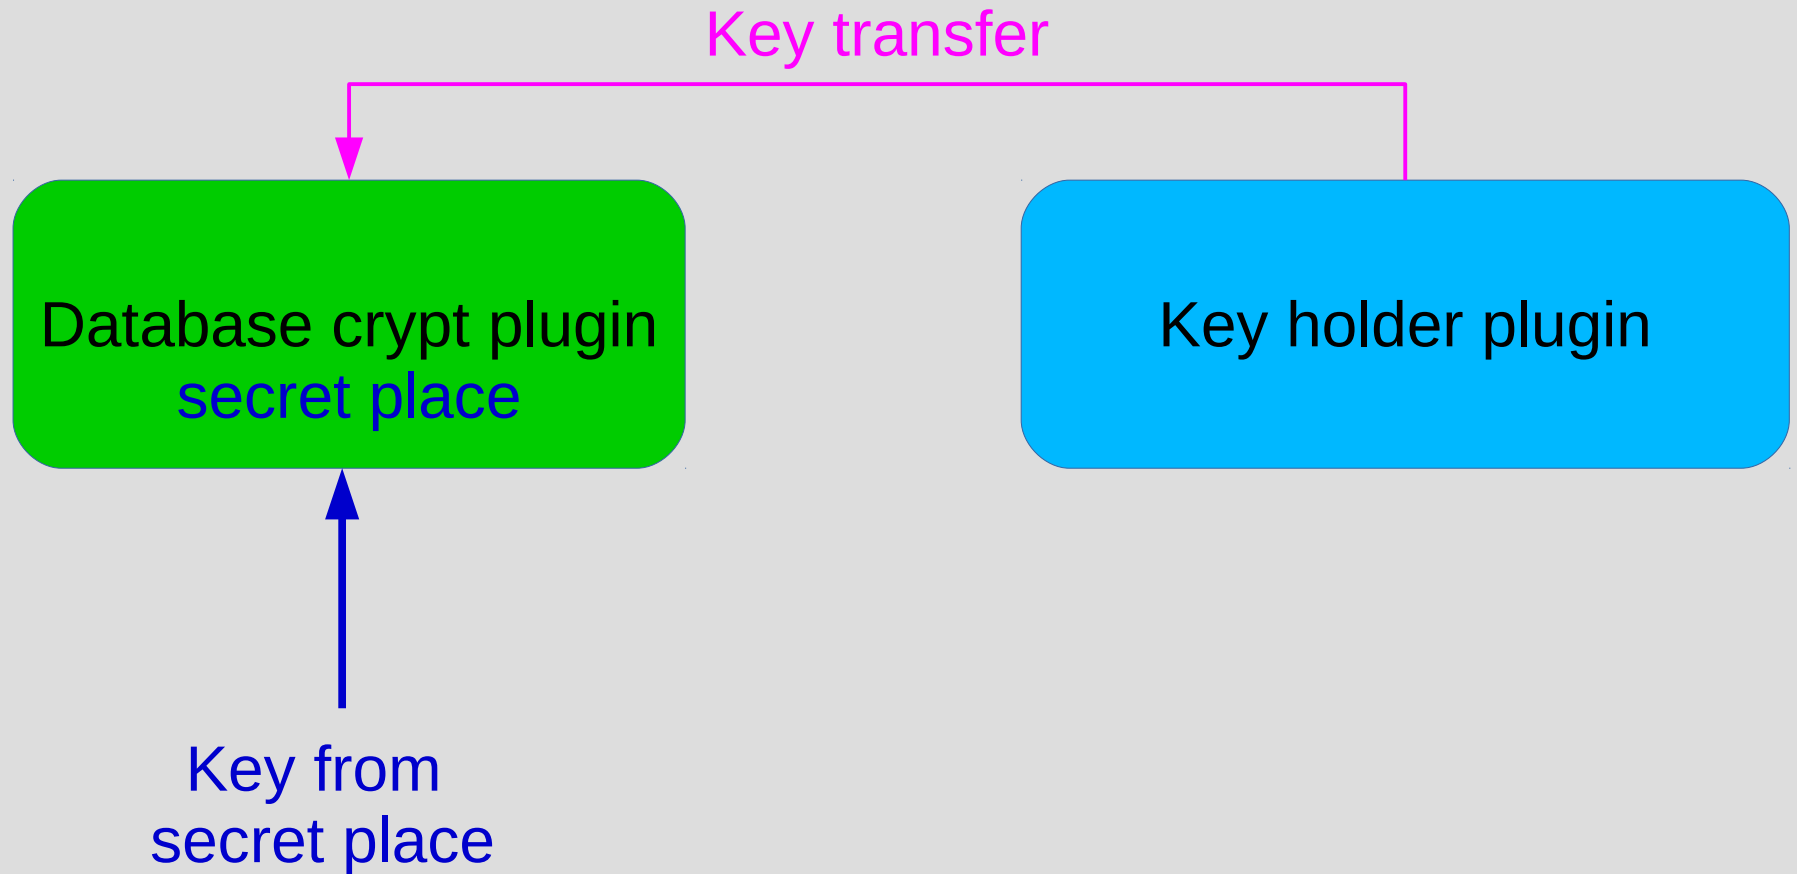 Key transfer
Database crypt plugin
secret place
Key holder plugin
Key from
secret place